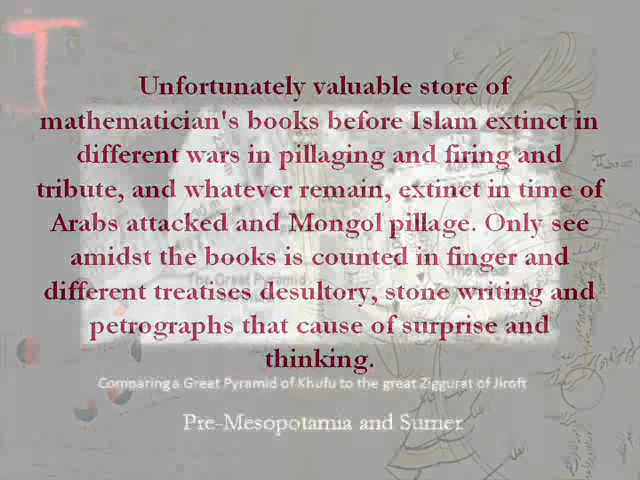 Unfortunately valuable store of
mathematician's books before Islam extinct in
different wars in pillaging and firing and
tribute, and whatever remain, extinct in time of
Arabs attacked and Mongol pillage. Only see
amidst the books is counted in finger and
The Great Pyramid
different treatises desultory, stone writing and
petrographs that cause of surprise and
thinking.
Comparing a Great Pyramid of Khufu to the great Ziggurat of Jiroft
Pre-Mesopotamia and Sumer